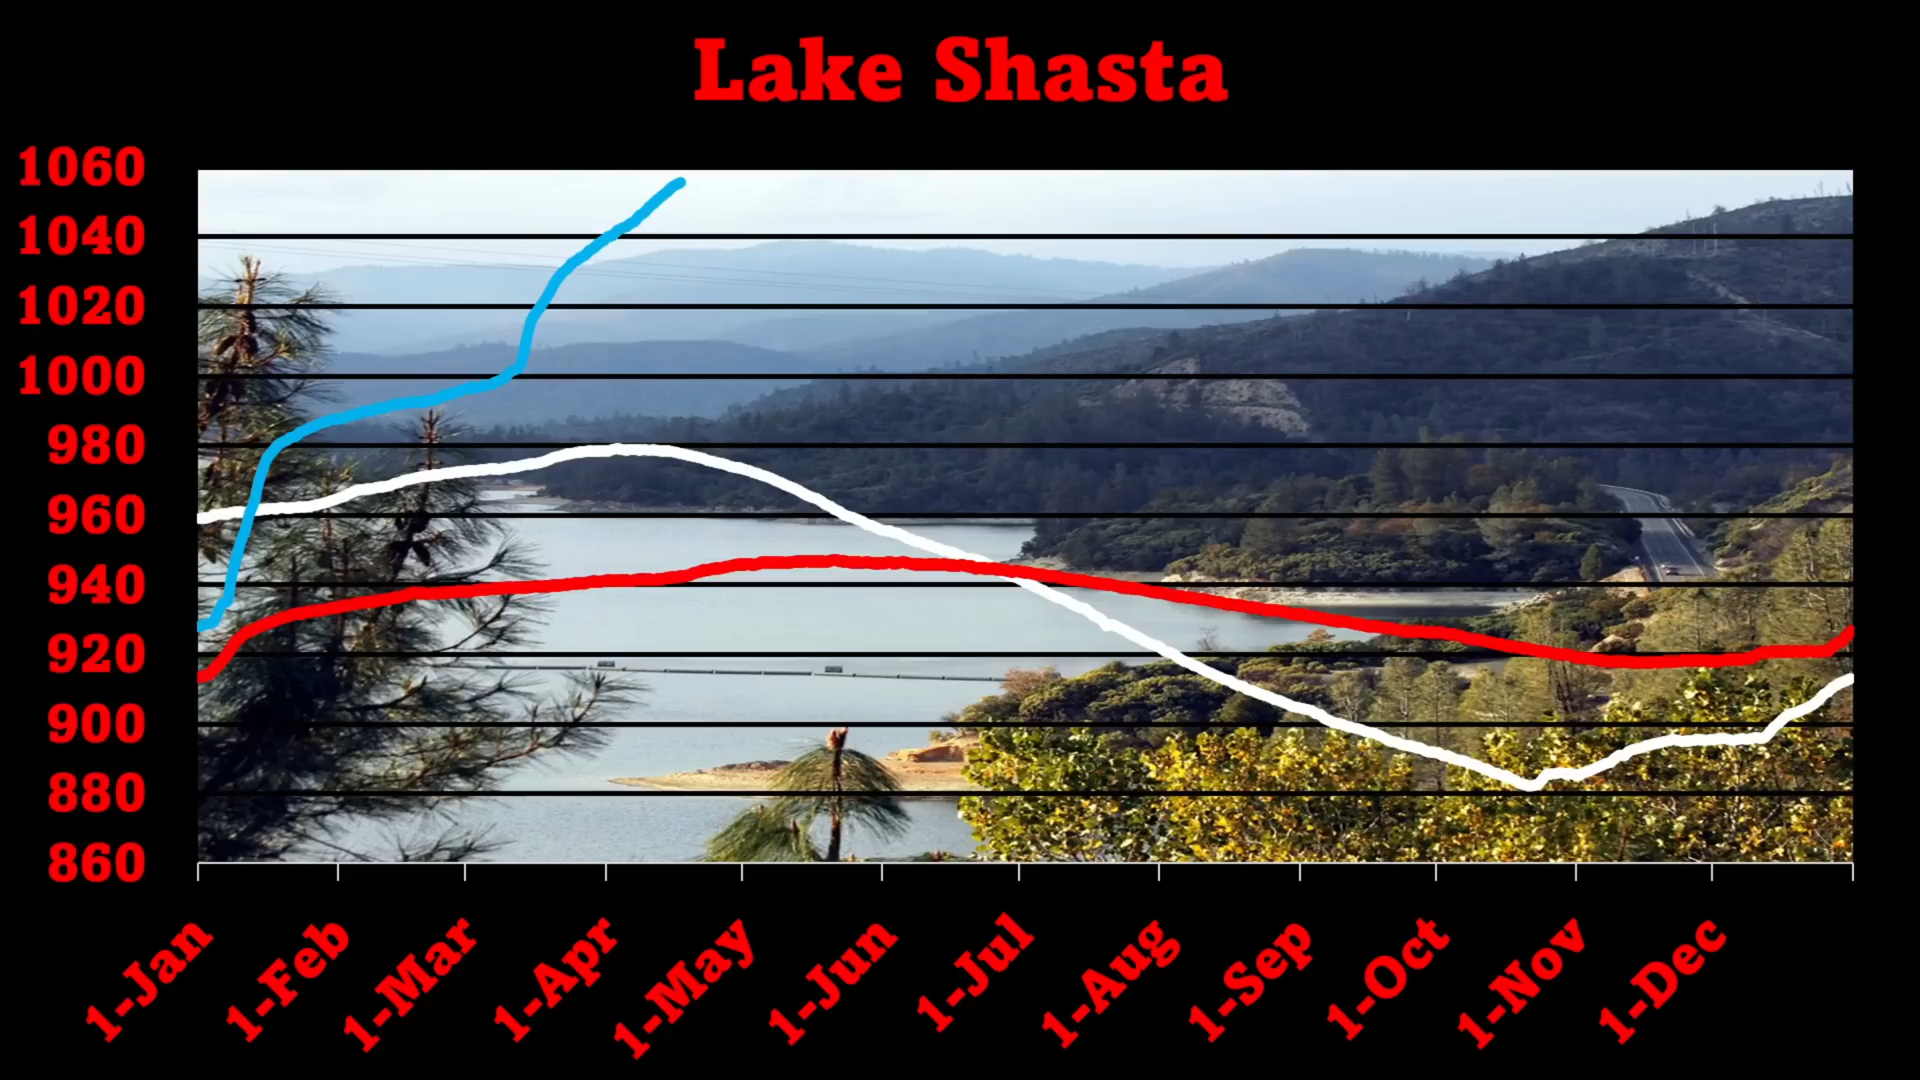 Lake Shasta
1060
1040
1020
1000
980
960
940
920
900
880
860
1-Jan
1-Feb
1-Mar
1-Apr
1-May
1-Jun
1-Jul
1-Aug
1-Sep
1-Oct
1-Nov
1-Dec